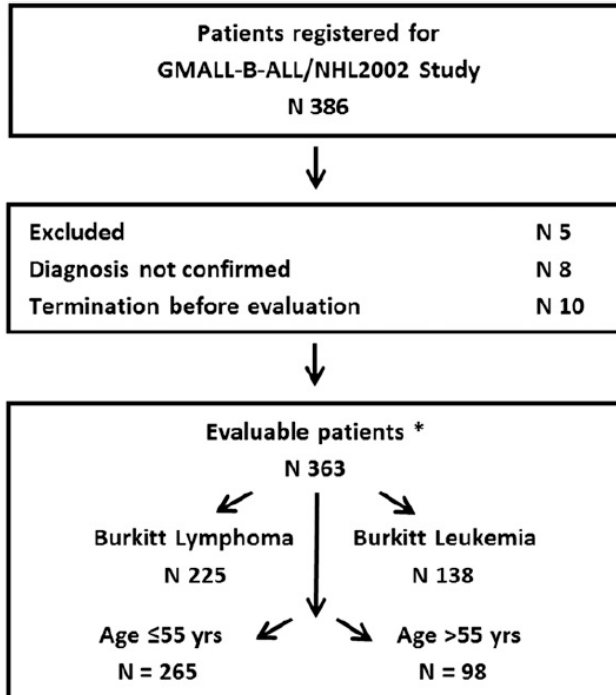 Patients registered for
GMALL-B-ALL/NHL2002 Study
N 386
Excluded N 5
Diagnosis not confirmed N 8
Termination before evaluation N 10
Evaluable patients *
N 363
Burkitt Lymphoma Burkitt Leukemia
N 225 N 138
Age ≤55 yrs Age >55 yrs
N = 265 N = 98